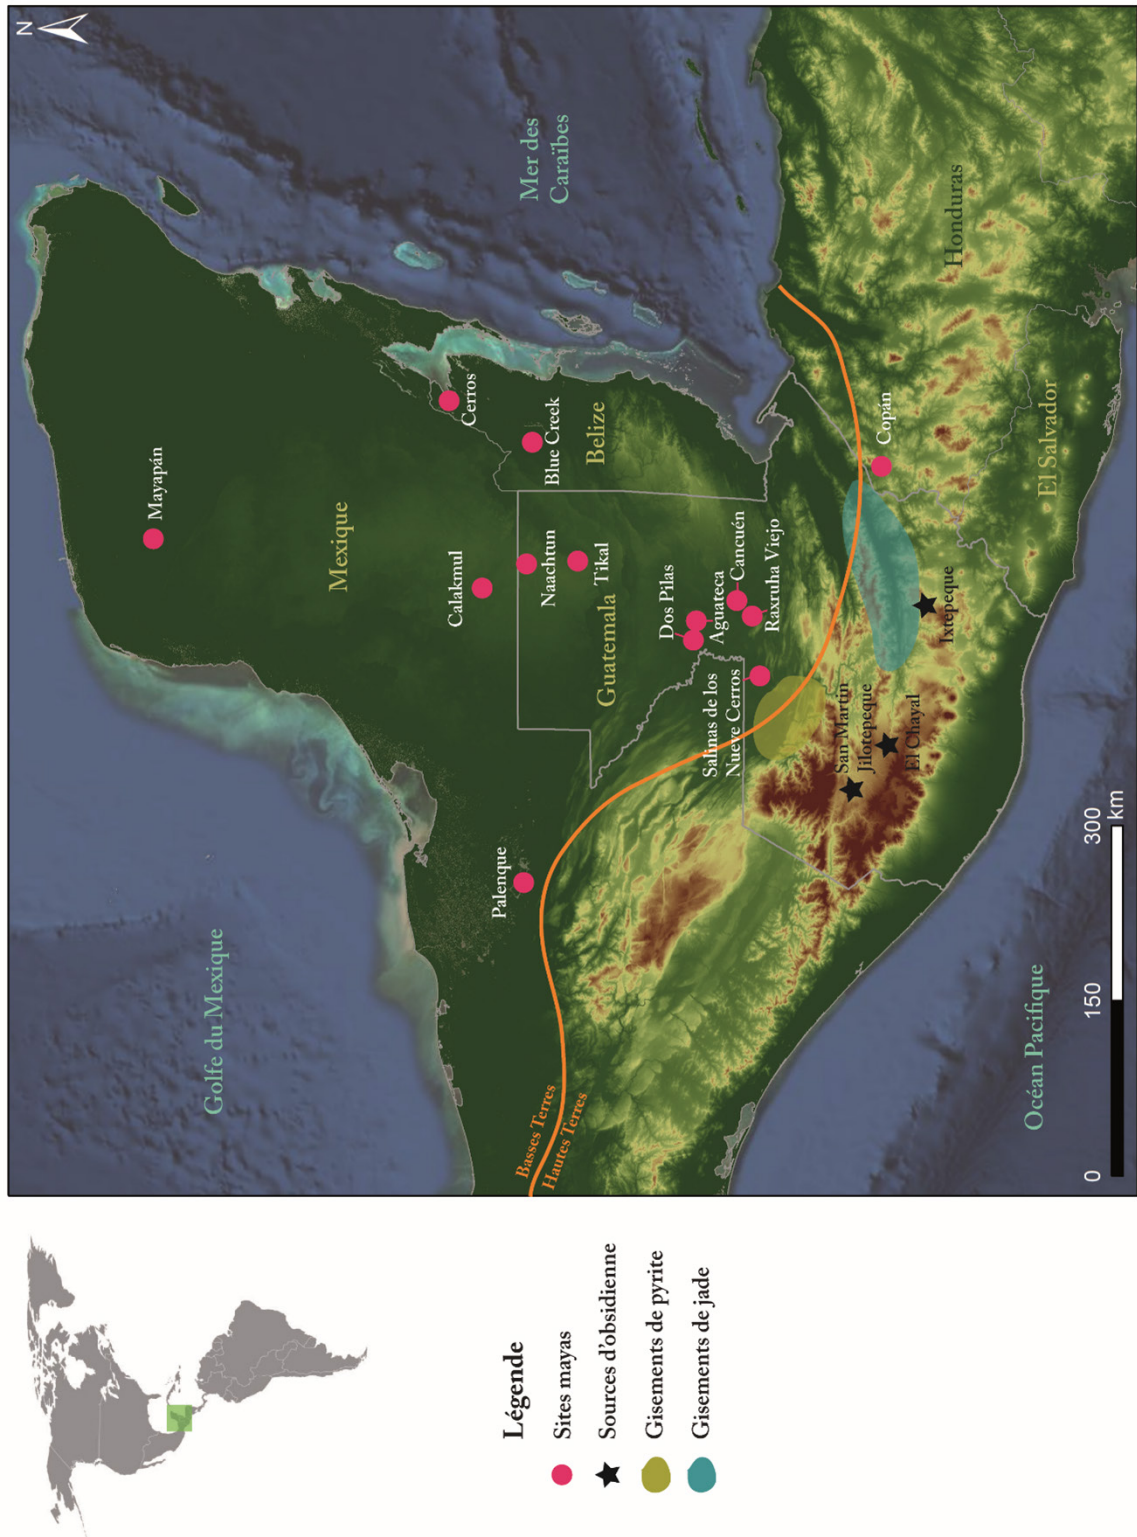 Légende
Sites mayas
Sources d'obsidienne
Gisements de pyrite
Gisements de jade
N
Golfe du Mexique
Mer des
Caraïbes
Mayapán
Mexique
Cerros
Calakmul
Blue Creek
Naachtun
Belize
Palenque
Tikal
Guatemala
Basses Terres
Hautes Terres
Dos Pilas
Aguateca
Cancuén
Salinas de los
Nueve Cerros
Raxruha Viejo
San Martin
Jilotepeque
El Chayal
Copán
Ixtepeque
Honduras
El Salvador
Océan Pacifique
0
150
300
km